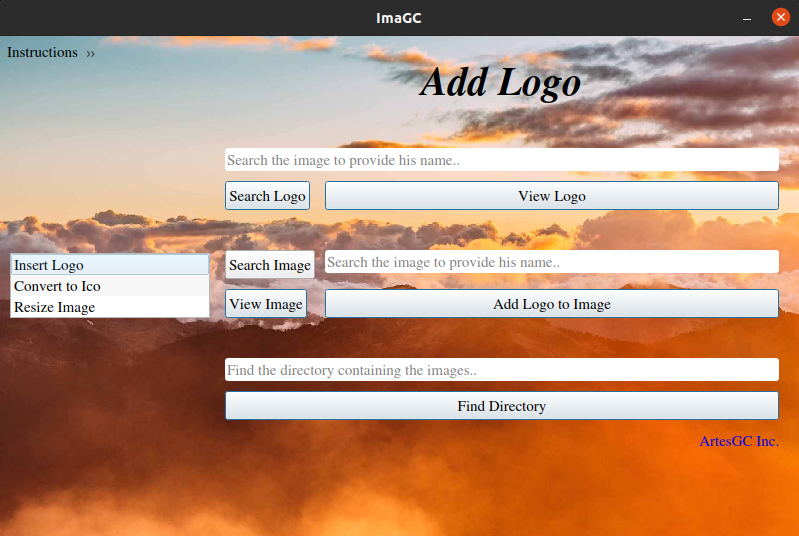 ImaGC
Instructions ››
Add Logo
Search the image to provide his name..
Search Logo
View Logo
Insert Logo
Convert to Ico
Resize Image
Search Image
Search the image to provide his name..
View Image
Add Logo to Image
Find the directory containing the images..
Find Directory
ArtesGC Inc.